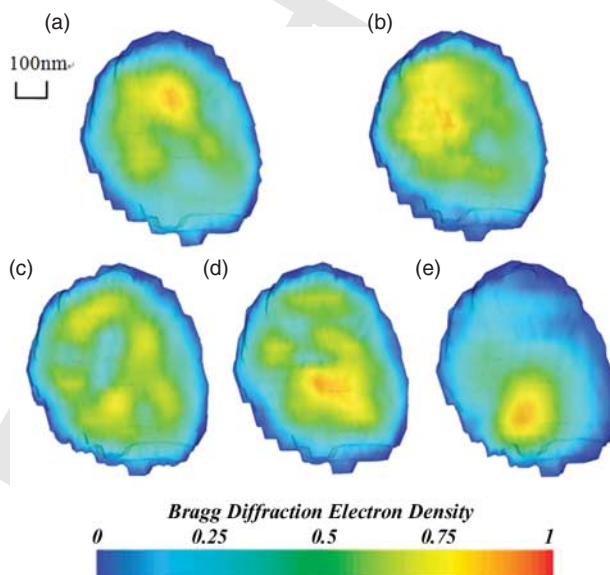 (a)
(b)
100nm
(c)
(d)
(e)
Bragg Diffraction Electron Density
0 0.25 0.5 0.75 1